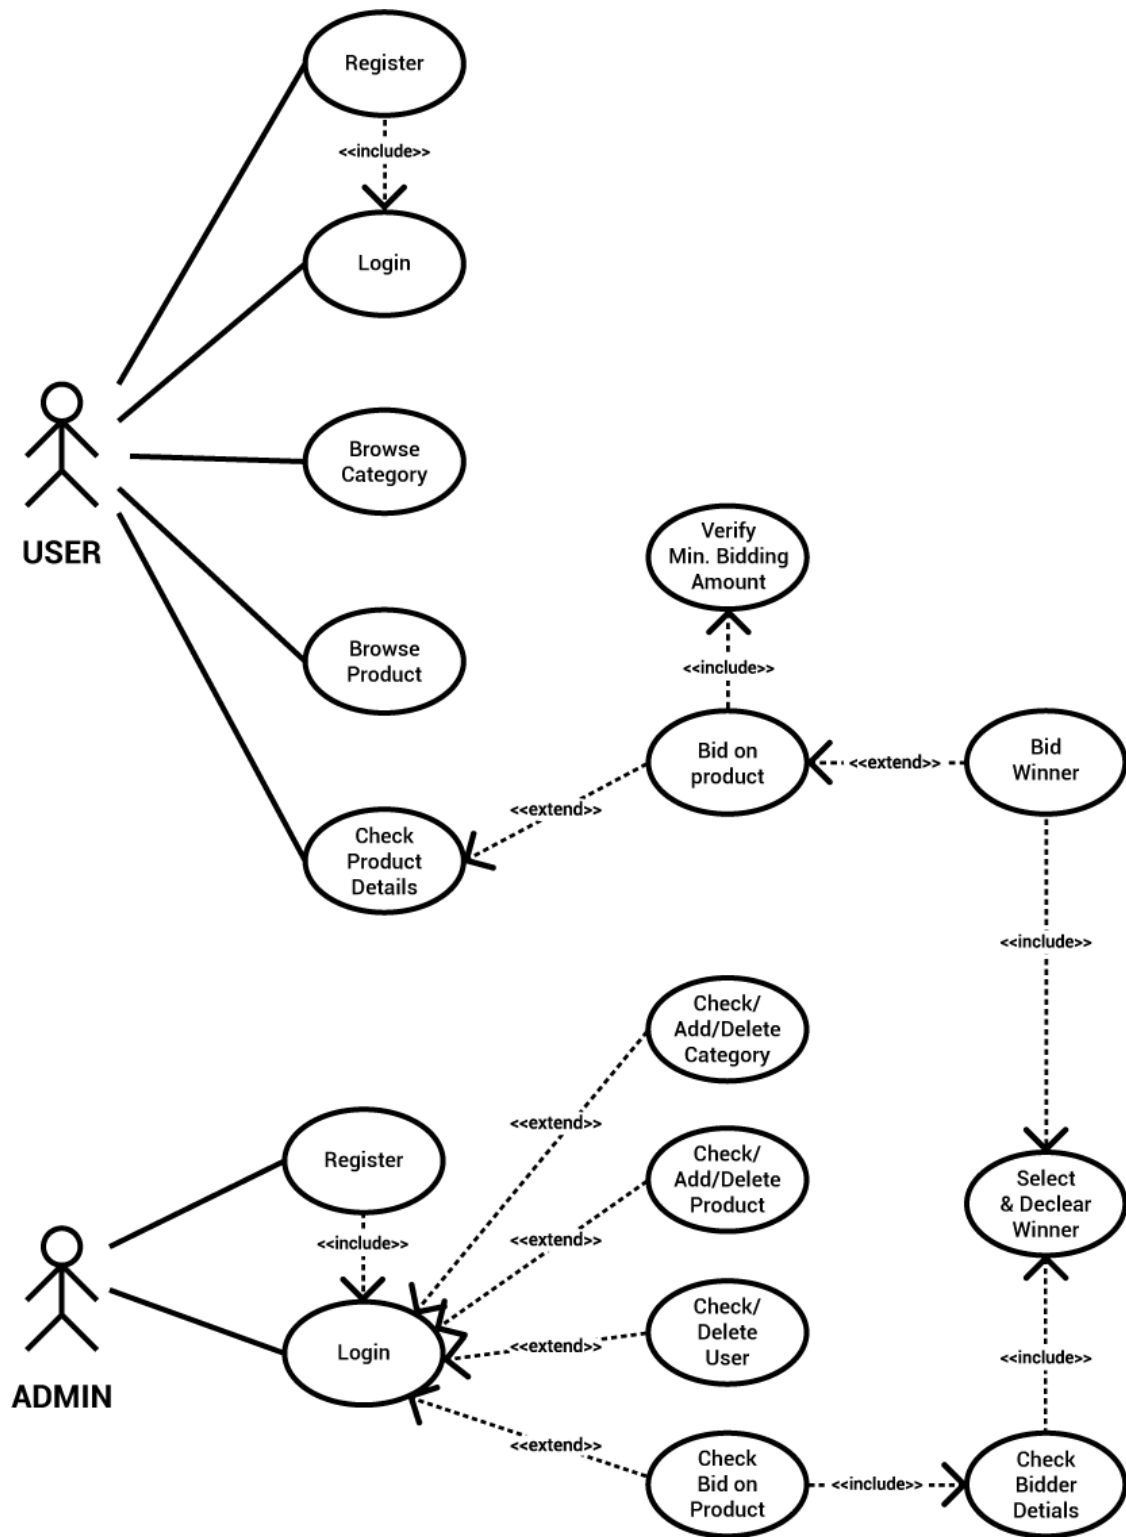 Register
<<include>>
Login
Browse
Category
USER
Verify
Min. Bidding
Amount
Browse
Product
<<include>>
Bid on
product
<<extend>>
Bid
Winner
<<extend>>
Check
Product
Details
<<include>>
Check/
Add/Delete
Category
<<extend>>
Register
Check/
Add/Delete
Product
Select
& Declear
Winner
<<include>>
<<extend>>
ADMIN
Login
<<extend>>
Check/
Delete
User
<<include>>
<<extend>>
Check
Bid on
Product
<<include>>
Check
Bidder
Detials